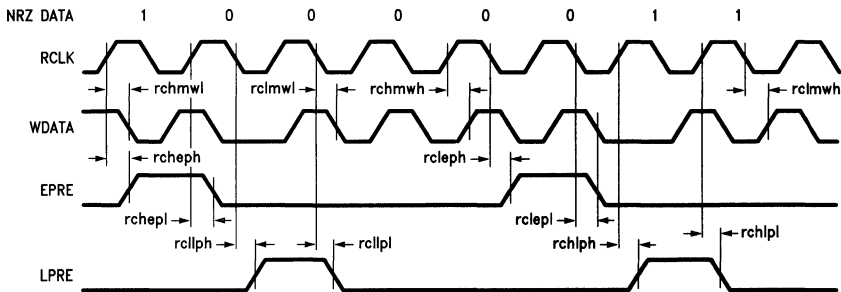 NRZ DATA 1 0 0 0 0 0 1 1
RCLK
rchmwl rclmwl rchmwh rclmwh
WDATA
rcheph rcleph
EPRE
rchepl rclepl
rcllph rcllpl rchlph rchlpl
LPRE